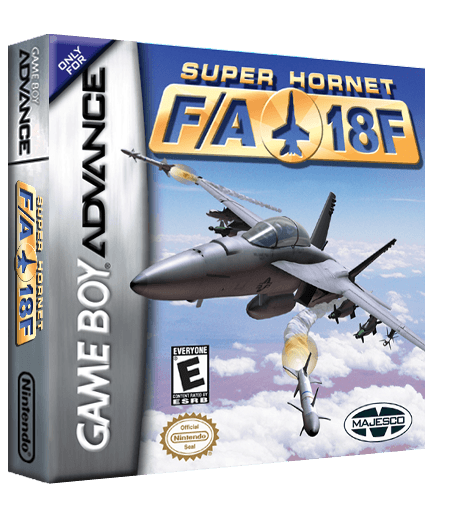 GAME BOY
ADVANCE
SUPER HORNET
F/A 18F
Nintendo
ONLY
FOR
GAME BOY ADVANCE
SUPER HORNET
F/A 18F
EVERYONE
E
CONTENT RATED BY
ESRB
Official
Nintendo
Seal
MAJESCO